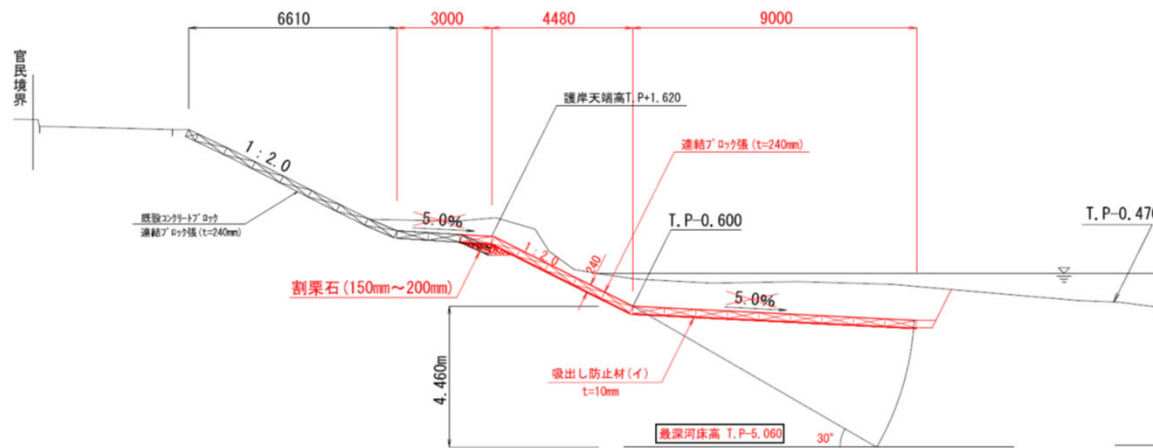 6610
3000
4480
9000
官民境界
護岸天端高T.P+1.620
1:2.0
連結ブロック張(t=240mm)
既設コンクリートブロック
連結ブロック張(t=240mm)
5.0%
T.P-0.600
T.P-0.470
1:2.0
240
割栗石(150mm～200mm)
5.0%
4.460m
吸出し防止材(イ)
t=10mm
最深河床高 T.P-5.060
30°